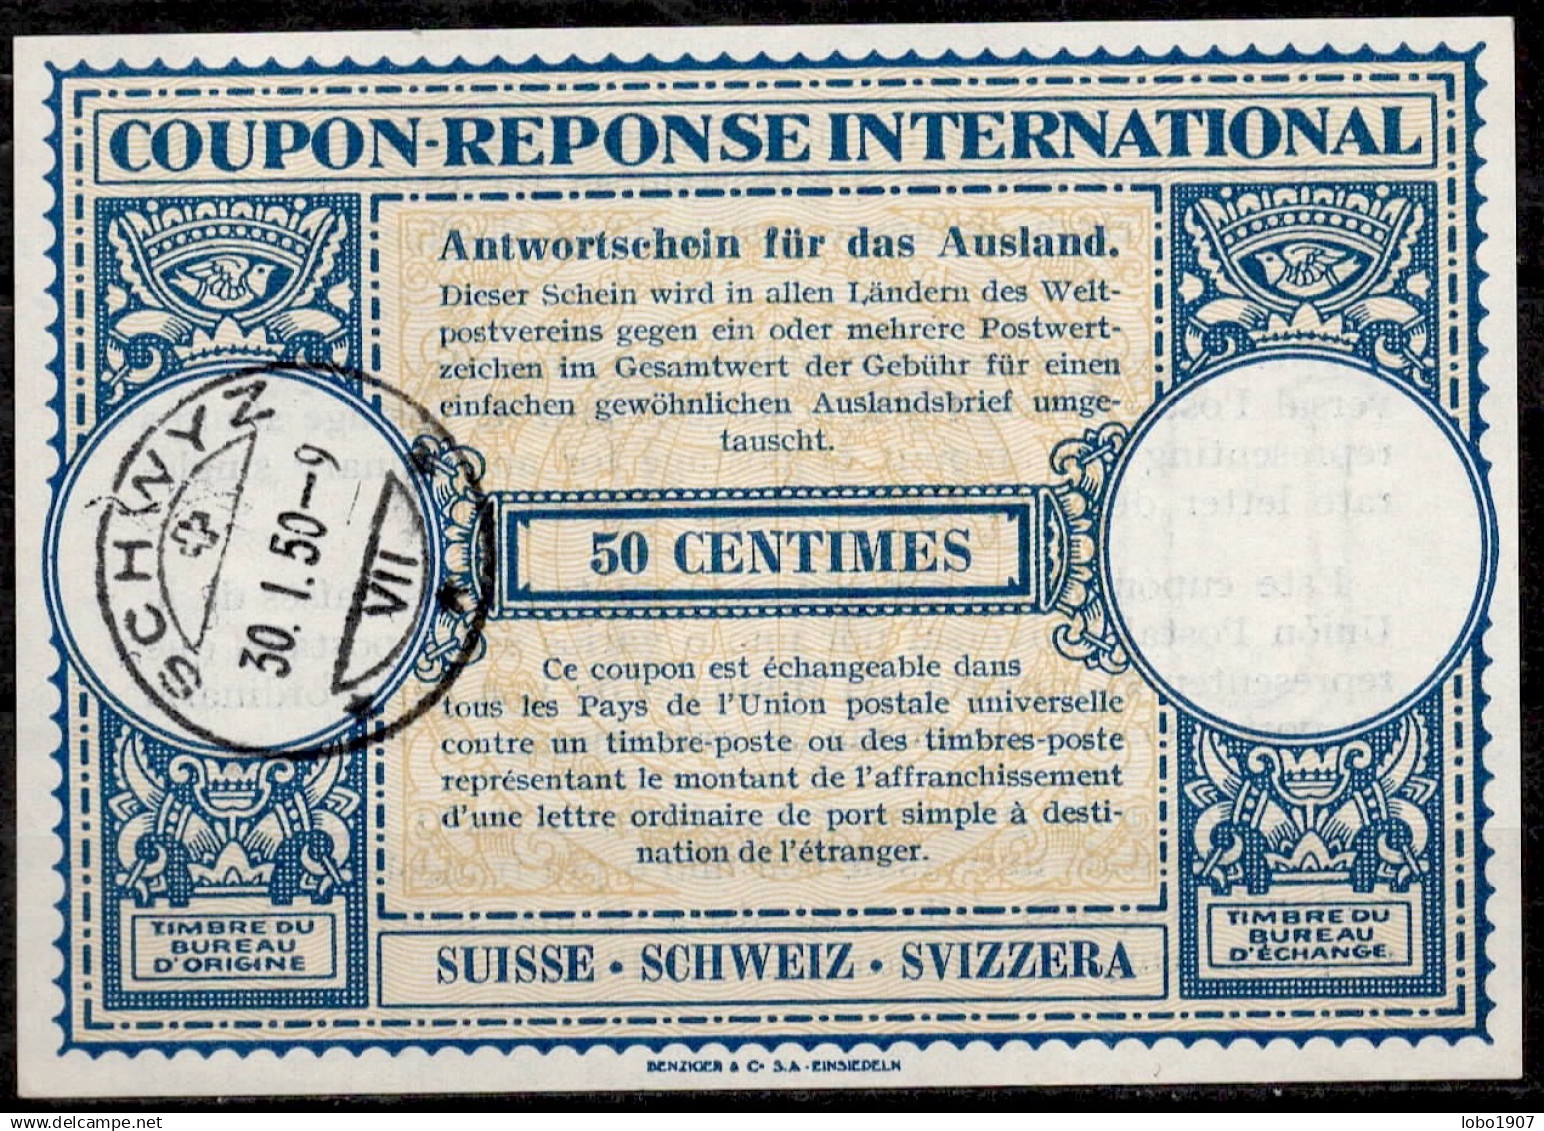 COUPON-REPONSE INTERNATIONAL
Antwortschein für das Ausland.
Dieser Schein wird in allen Ländern des Welt-
postvereins gegen ein oder mehrere Postwert-
zeichen im Gesamtwert der Gebühr für einen
einfachen gewöhnlichen Auslandsbrief umge-
tauscht.
50 CENTIMES
Ce coupon est échangeable dans
tous les Pays de l'Union postale universelle
contre un timbre-poste ou des timbres-poste
représentant le montant de l'affranchissement
d'une lettre ordinaire de port simple à desti-
nation de l'étranger.
SCHWYZ
30.I.50-9
VII
TIMBRE DU
BUREAU
D'ORIGINE
SUISSE • SCHWEIZ • SVIZZERA
TIMBRE DU
BUREAU
D'ÉCHANGE
BENZIGER & Co S.A. - EINSIEDELN
lobo1907